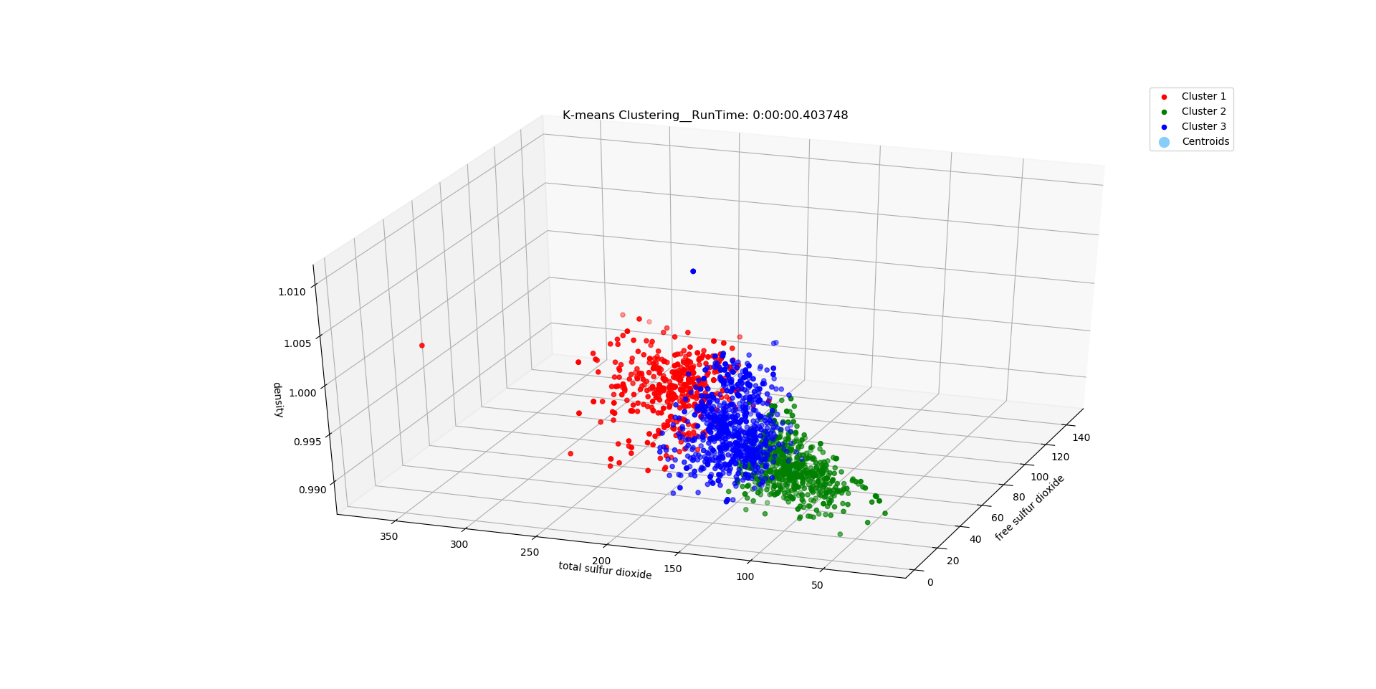 K-means Clustering__RunTime: 0:00:00.403748
Cluster 1
Cluster 2
Cluster 3
Centroids
1.010
1.005
1.000
0.995
0.990
density
350
300
250
200
150
100
50
total sulfur dioxide
0
20
40
60
80
100
120
140
free sulfur dioxide